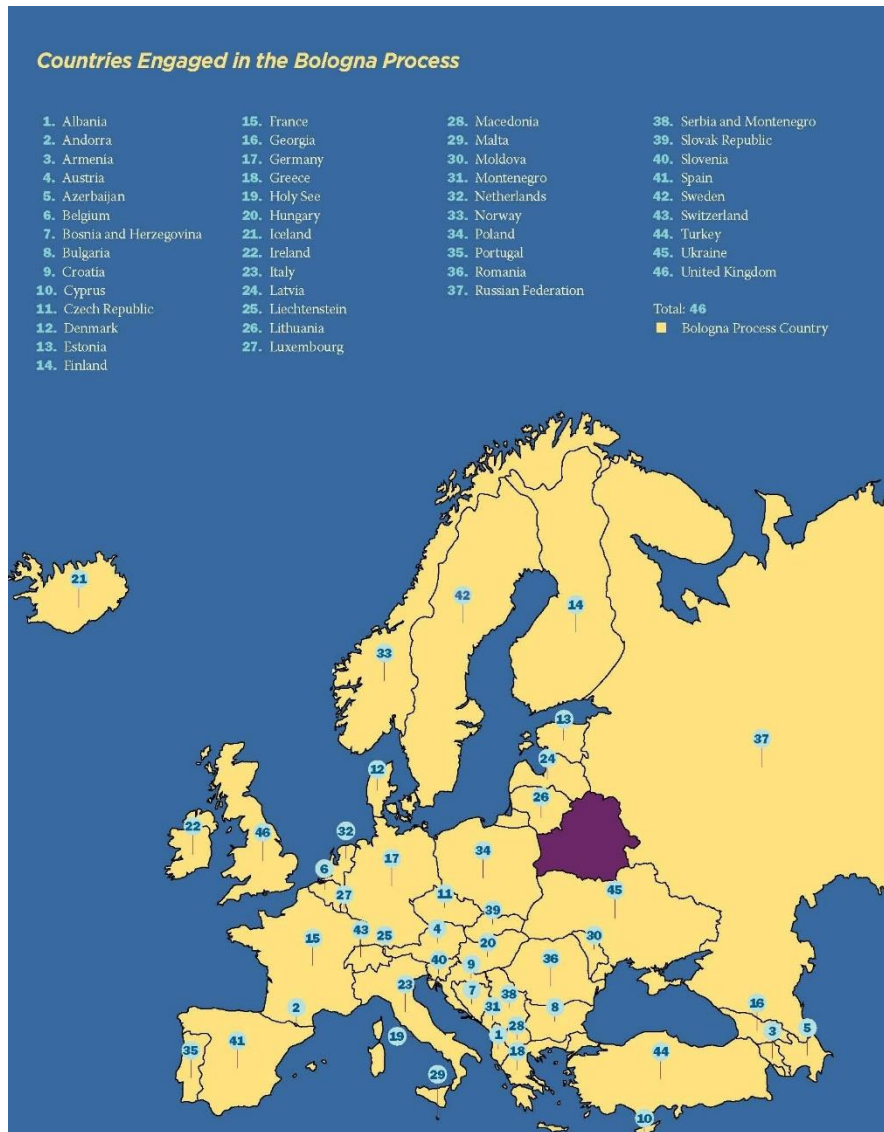 Countries Engaged in the Bologna Process
1. Albania
2. Andorra
3. Armenia
4. Austria
5. Azerbaijan
6. Belgium
7. Bosnia and Herzegovina
8. Bulgaria
9. Croatia
10. Cyprus
11. Czech Republic
12. Denmark
13. Estonia
14. Finland
15. France
16. Georgia
17. Germany
18. Greece
19. Holy See
20. Hungary
21. Iceland
22. Ireland
23. Italy
24. Latvia
25. Liechtenstein
26. Lithuania
27. Luxembourg
28. Macedonia
29. Malta
30. Moldova
31. Montenegro
32. Netherlands
33. Norway
34. Poland
35. Portugal
36. Romania
37. Russian Federation
38. Serbia and Montenegro
39. Slovak Republic
40. Slovenia
41. Spain
42. Sweden
43. Switzerland
44. Turkey
45. Ukraine
46. United Kingdom
Total: 46
Bologna Process Country
21
42
14
33
13
37
24
12
26
22
46
32
34
17
6
11
45
27
39
43
25
4
30
15
20
40
36
9
23
7
38
16
2
31
8
28
3
5
19
1
41
35
18
44
29
10